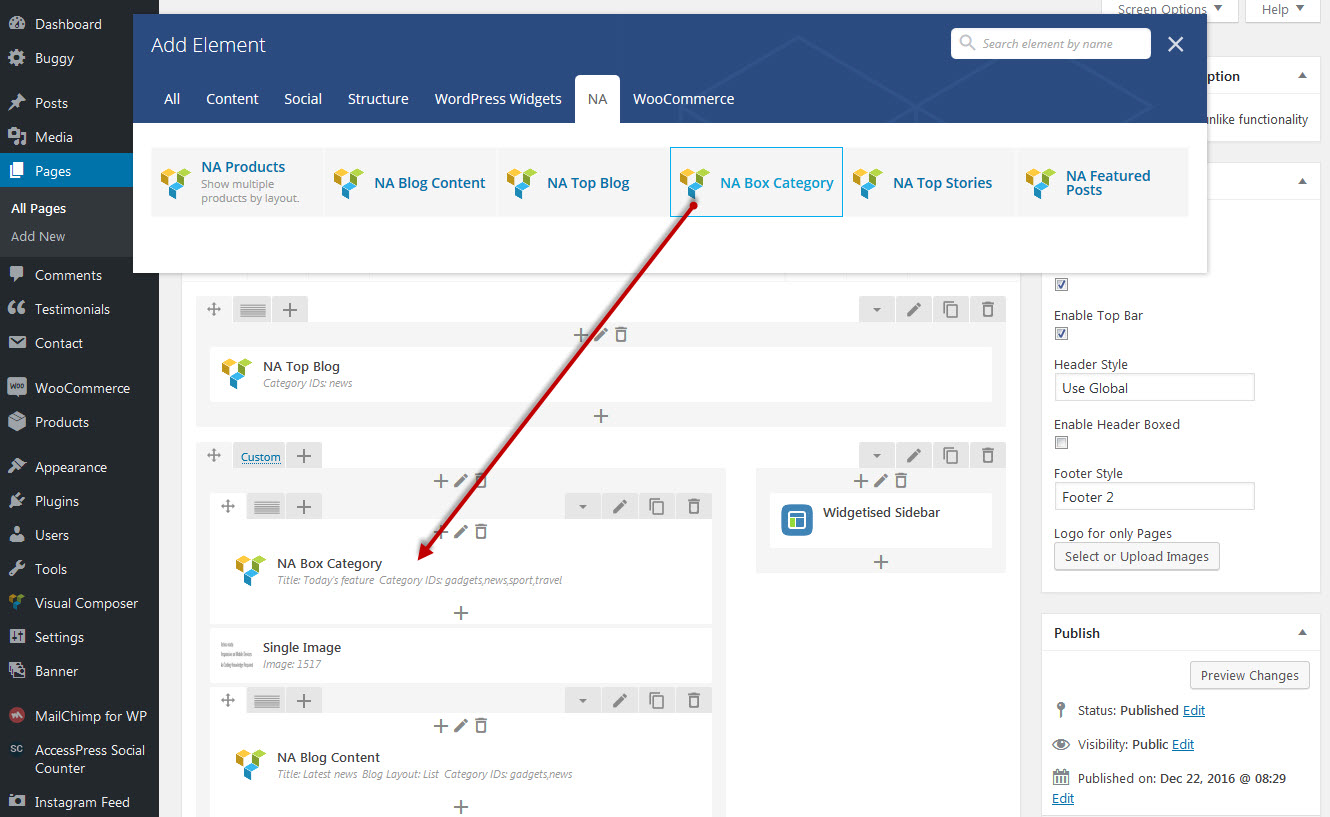 Dashboard
Buggy
Posts
Media
Pages
All Pages
Add New
Comments
Testimonials
Contact
WooCommerce
Products
Appearance
Plugins
Users
Tools
Visual Composer
Settings
Banner
MailChimp for WP
SC AccessPress Social
Counter
Instagram Feed
Screen Options
Help
Add Element
Search element by name
All Content Social Structure WordPress Widgets NA WooCommerce
NA Products
Show multiple
products by layout.
NA Blog Content
NA Top Blog
NA Box Category
NA Top Stories
NA Featured
Posts
NA Top Blog
Category IDs: news
Custom
NA Box Category
Title: Today's feature Category IDs: gadgets,news,sport,travel
Single Image
Image: 1517
NA Blog Content
Title: Latest news Blog Layout: List Category IDs: gadgets,news
Widgetised Sidebar
ption
unlike functionality
Enable Top Bar
Header Style
Use Global
Enable Header Boxed
Footer Style
Footer 2
Logo for only Pages
Select or Upload Images
Publish
Preview Changes
Status: Published Edit
Visibility: Public Edit
Published on: Dec 22, 2016 @ 08:29
Edit